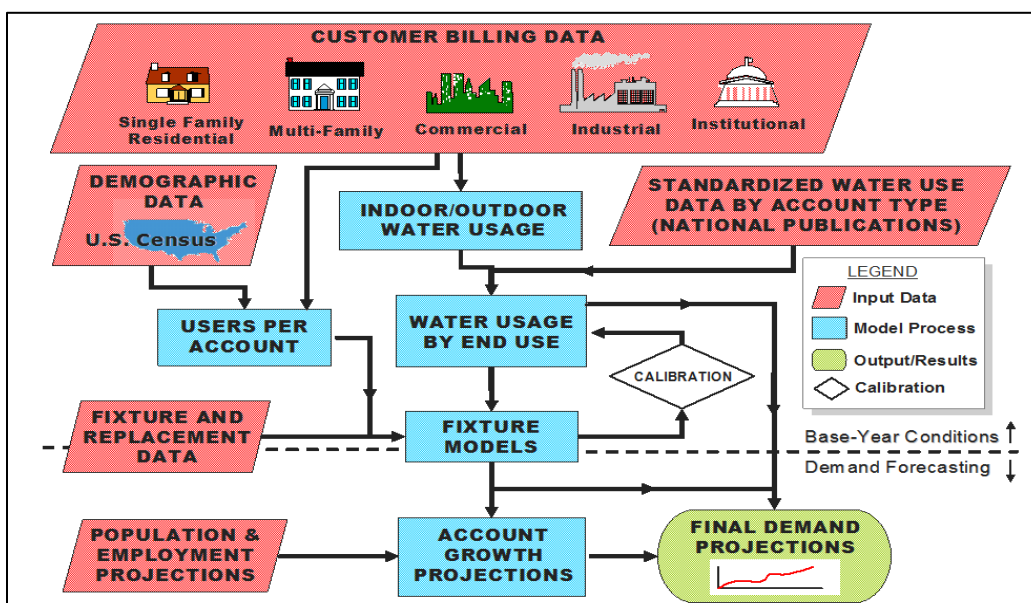 CUSTOMER BILLING DATA
Single Family
Residential
Multi-Family
Commercial
Industrial
Institutional
DEMOGRAPHIC
DATA
U.S. Census
INDOOR/OUTDOOR
WATER USAGE
STANDARDIZED WATER USE
DATA BY ACCOUNT TYPE
(NATIONAL PUBLICATIONS)
LEGEND
Input Data
Model Process
Output/Results
Calibration
USERS PER
ACCOUNT
WATER USAGE
BY END USE
CALIBRATION
FIXTURE AND
REPLACEMENT
DATA
FIXTURE
MODELS
Base-Year Conditions
Demand Forecasting
POPULATION &
EMPLOYMENT
PROJECTIONS
ACCOUNT
GROWTH
PROJECTIONS
FINAL DEMAND
PROJECTIONS